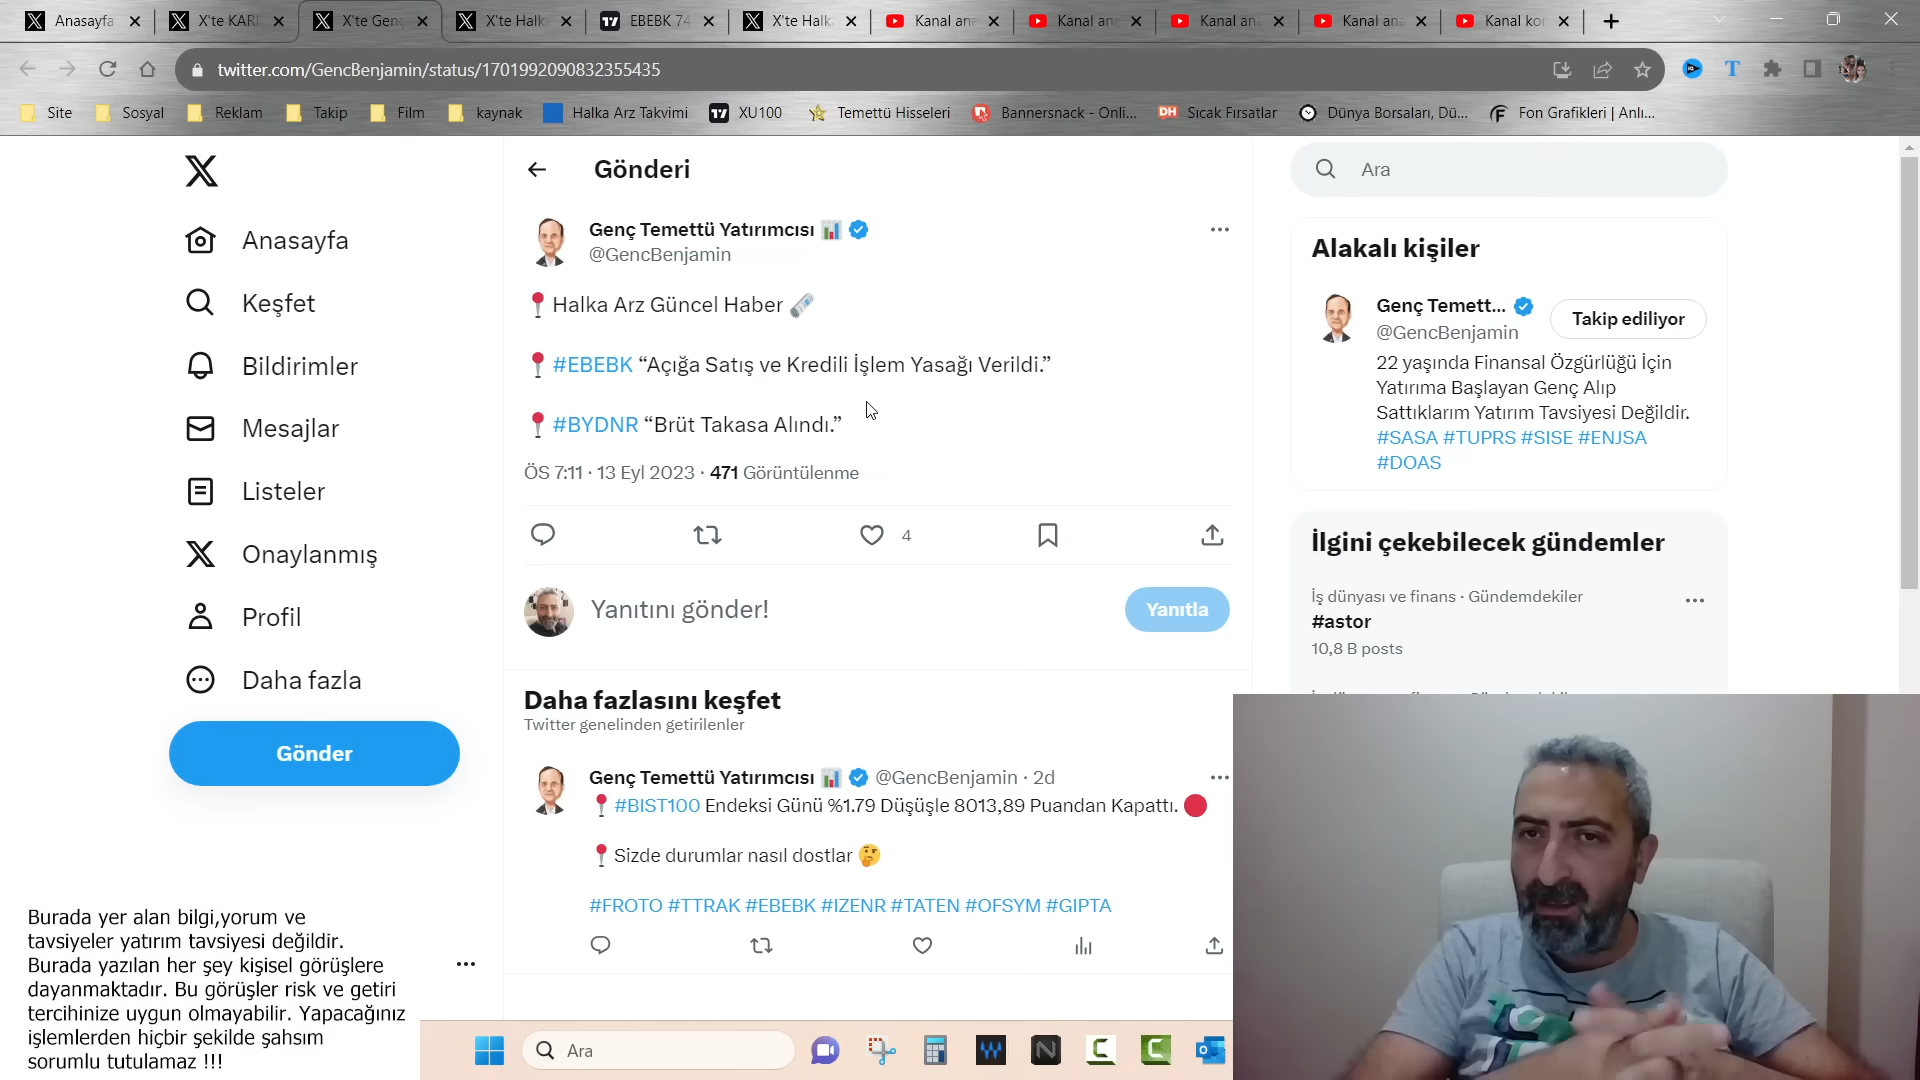 Anasayfa
X'te KARİ
X'te Genç
X'te Halk
EBEBK 74
X'te Halk
Kanal ana
Kanal ana
Kanal ana
Kanal ana
Kanal kon
twitter.com/GencBenjamin/status/1701992090832355435
Site
Sosyal
Reklam
Takip
Film
kaynak
Halka Arz Takvimi
XU100
Temettü Hisseleri
Bannersnack - Onli...
DH Sıcak Fırsatlar
Dünya Borsaları, Dü...
Fon Grafikleri | Anlı...
Anasayfa
Keşfet
Bildirimler
Mesajlar
Listeler
Onaylanmış
Profil
Daha fazla
Gönder
Gönderi
Genç Temettü Yatırımcısı 📊
@GencBenjamin
📍Halka Arz Güncel Haber 🗞️
📍#EBEBK “Açığa Satış ve Kredili İşlem Yasağı Verildi.”
📍#BYDNR “Brüt Takasa Alındı.”
ÖS 7:11 · 13 Eyl 2023 · 471 Görüntülenme
4
Yanıtını gönder!
Yanıtla
Daha fazlasını keşfet
Twitter genelinden getirilenler
Genç Temettü Yatırımcısı 📊 @GencBenjamin · 2d
📍#BIST100 Endeksi Günü %1.79 Düşüşle 8013,89 Puandan Kapattı. 🔴
📍Sizde durumlar nasıl dostlar 🤔
#FROTO #TTRAK #EBEBK #IZENR #TATEN #OFSYM #GIPTA
Ara
Alakalı kişiler
Genç Temett...
@GencBenjamin
Takip ediliyor
22 yaşında Finansal Özgürlüğü İçin
Yatırıma Başlayan Genç Alıp
Sattıklarım Yatırım Tavsiyesi Değildir.
#SASA #TUPRS #SISE #ENJSA
#DOAS
İlgini çekebilecek gündemler
İş dünyası ve finans · Gündemdekiler
#astor
10,8 B posts
Burada yer alan bilgi,yorum ve
tavsiyeler yatırım tavsiyesi değildir.
Burada yazılan her şey kişisel görüşlere
dayanmaktadır. Bu görüşler risk ve getiri
tercihinize uygun olmayabilir. Yapacağınız
işlemlerden hiçbir şekilde şahsım
sorumlu tutulamaz !!!
Ara